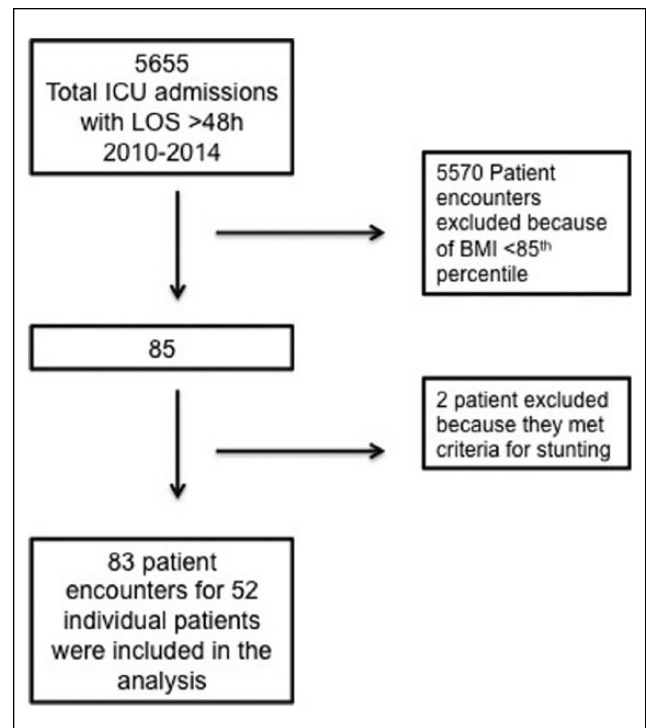 5655
Total ICU admissions
with LOS >48h
2010-2014
5570 Patient
encounters
excluded because
of BMI <85th
percentile
85
2 patient excluded
because they met
criteria for stunting
83 patient
encounters for 52
individual patients
were included in the
analysis